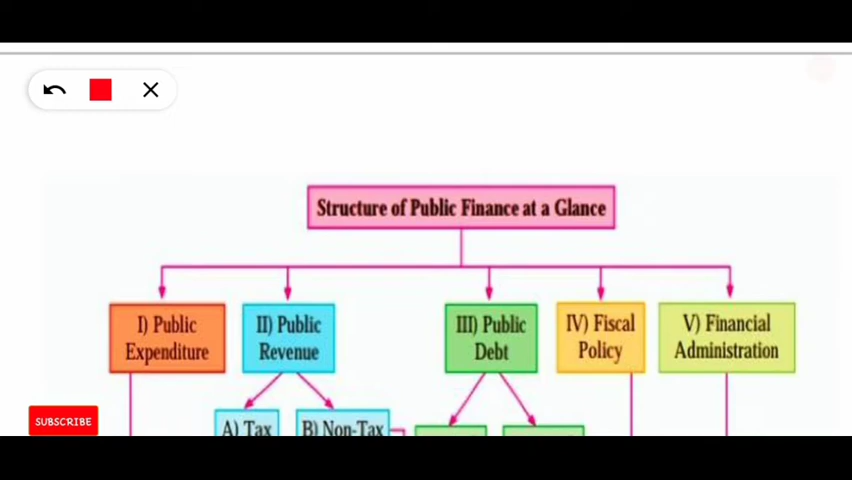 Structure of Public Finance at a Glance
I) Public
Expenditure
II) Public
Revenue
III) Public
Debt
IV) Fiscal
Policy
V) Financial
Administration
A) Tax
B) Non-Tax
SUBSCRIBE